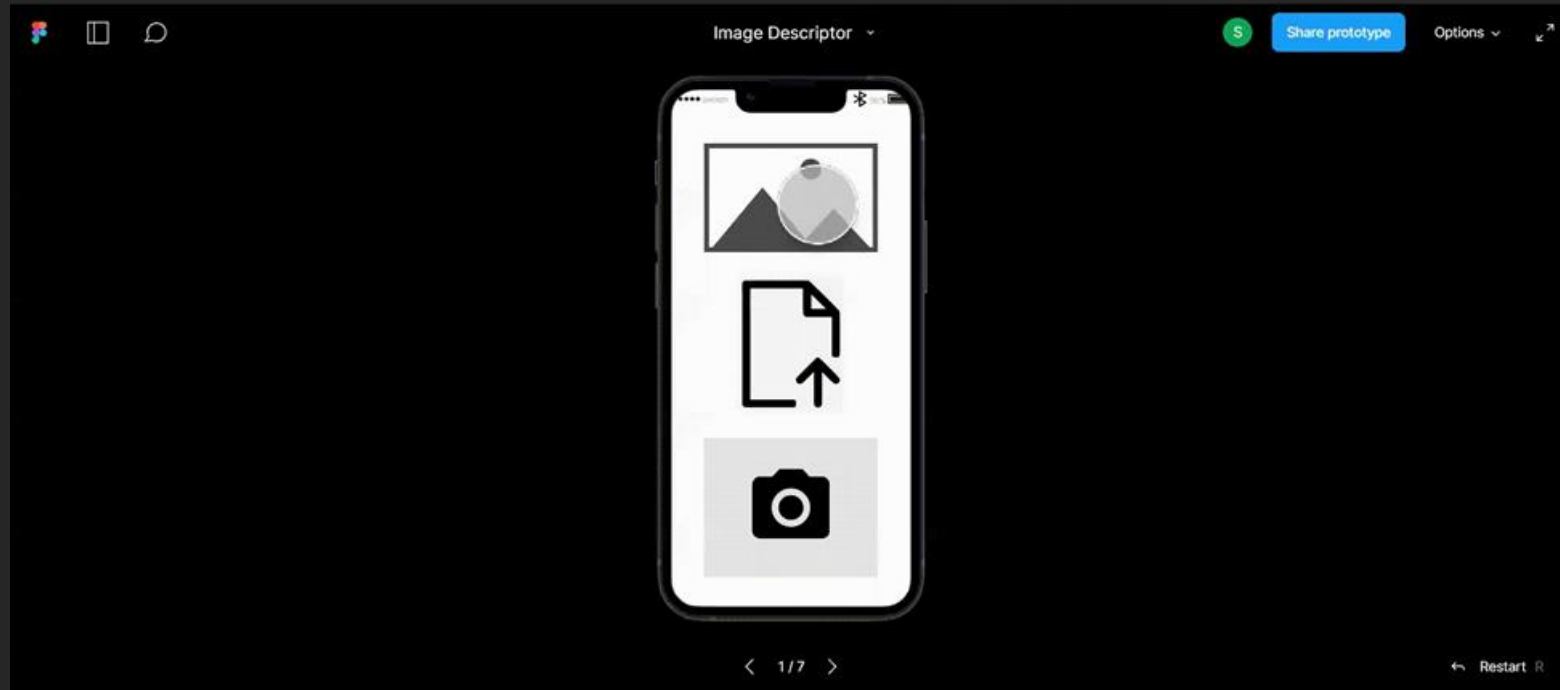 Image Descriptor
S
Share prototype
Options
1 / 7
Restart R